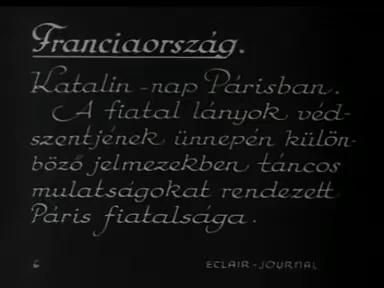 Franciaország.
Katalin-nap Párisban.
A fiatal lányok véd-
szentjének ünnepén külön-
böző jelmezekben táncos
mulatságokat rendezett
Páris fiatalsága.
6 ECLAIR-JOURNAL